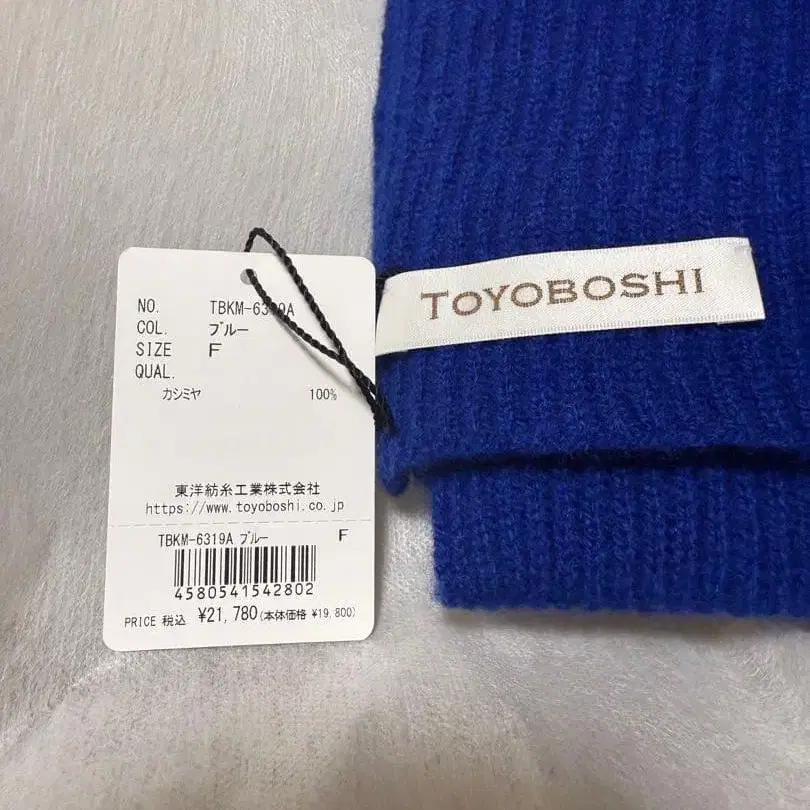 NO. TBKM-6319A
COL. ブルー
SIZE F
QUAL.
カシミヤ 100%
東洋紡糸工業株式会社
https://www.toyoboshi.co.jp
TBKM-6319A ブルー F
4580541542802
PRICE 税込 ¥21,780(本体価格 ¥19,800)
TOYOBOSHI